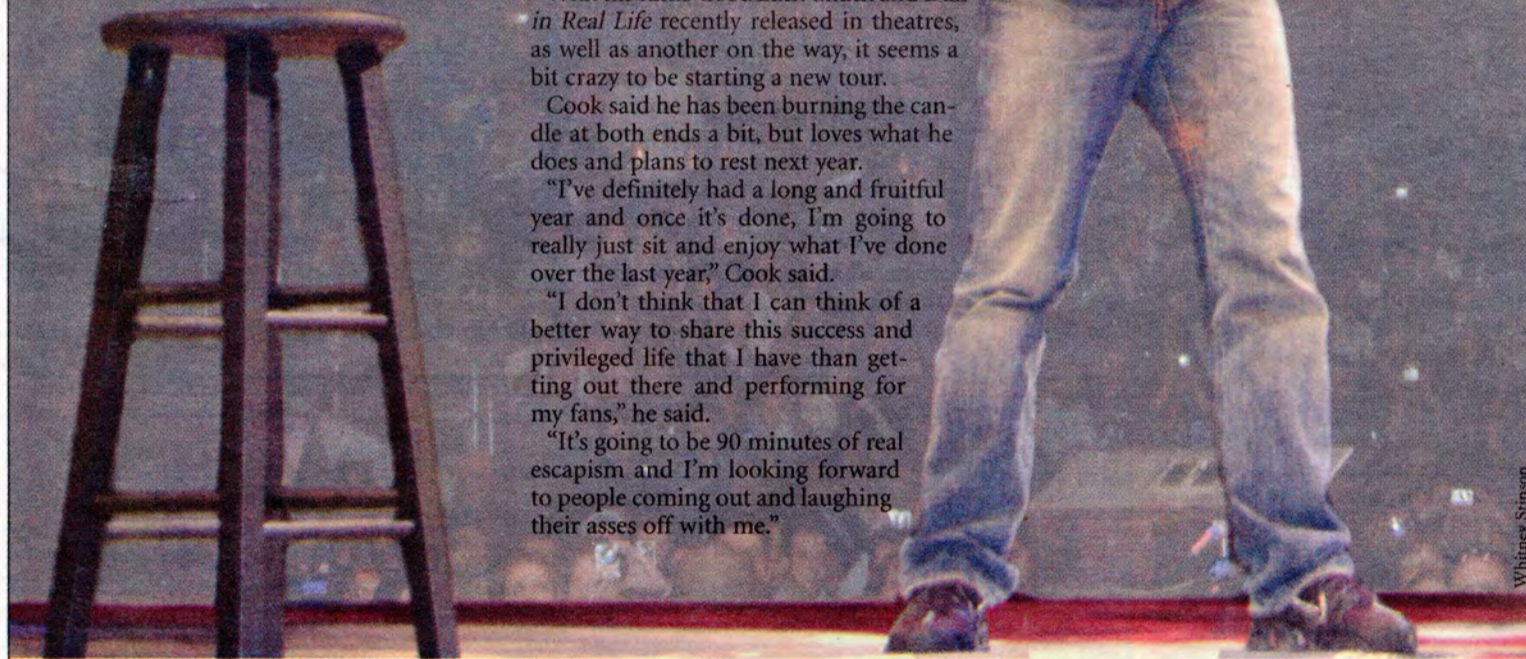 in Real Life recently released in theatres,
as well as another on the way, it seems a
bit crazy to be starting a new tour.
Cook said he has been burning the can-
dle at both ends a bit, but loves what he
does and plans to rest next year.
“I’ve definitely had a long and fruitful
year and once it’s done, I’m going to
really just sit and enjoy what I’ve done
over the last year,” Cook said.
“I don’t think that I can think of a
better way to share this success and
privileged life that I have than get-
ting out there and performing for
my fans,” he said.
“It’s going to be 90 minutes of real
escapism and I’m looking forward
to people coming out and laughing
their asses off with me.”
Whitney Stinson